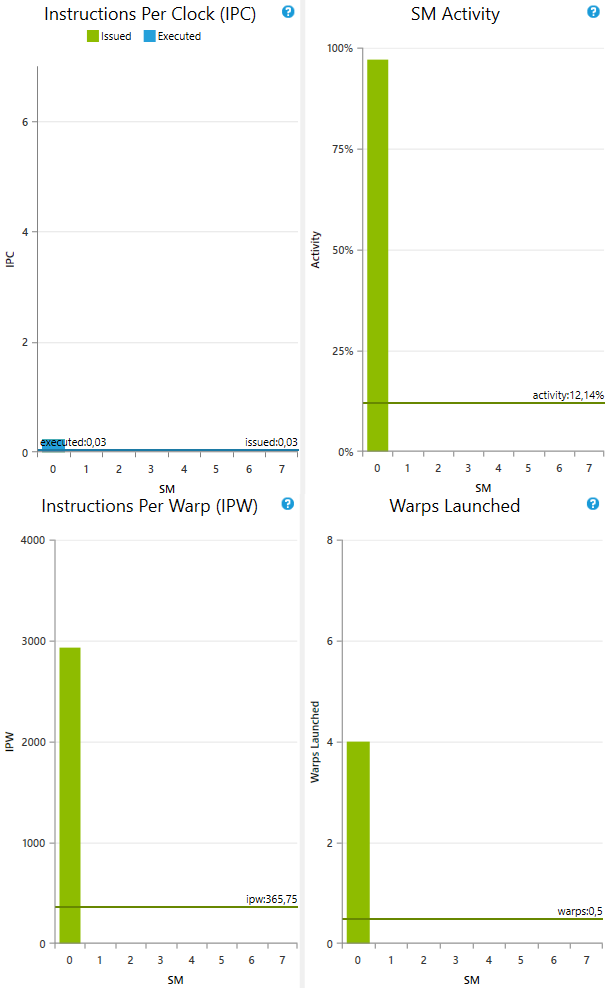 Instructions Per Clock (IPC) ?
Issued Executed
6
4
2
0
IPC
executed:0,03 issued:0,03
0 1 2 3 4 5 6 7
SM
SM Activity ?
100%
75%
50%
25%
0%
Activity
activity:12,14%
0 1 2 3 4 5 6 7
SM
Instructions Per Warp (IPW) ?
4000
3000
2000
1000
0
IPW
ipw:365,75
0 1 2 3 4 5 6 7
SM
Warps Launched ?
8
6
4
2
0
Warps Launched
warps:0,5
0 1 2 3 4 5 6 7
SM